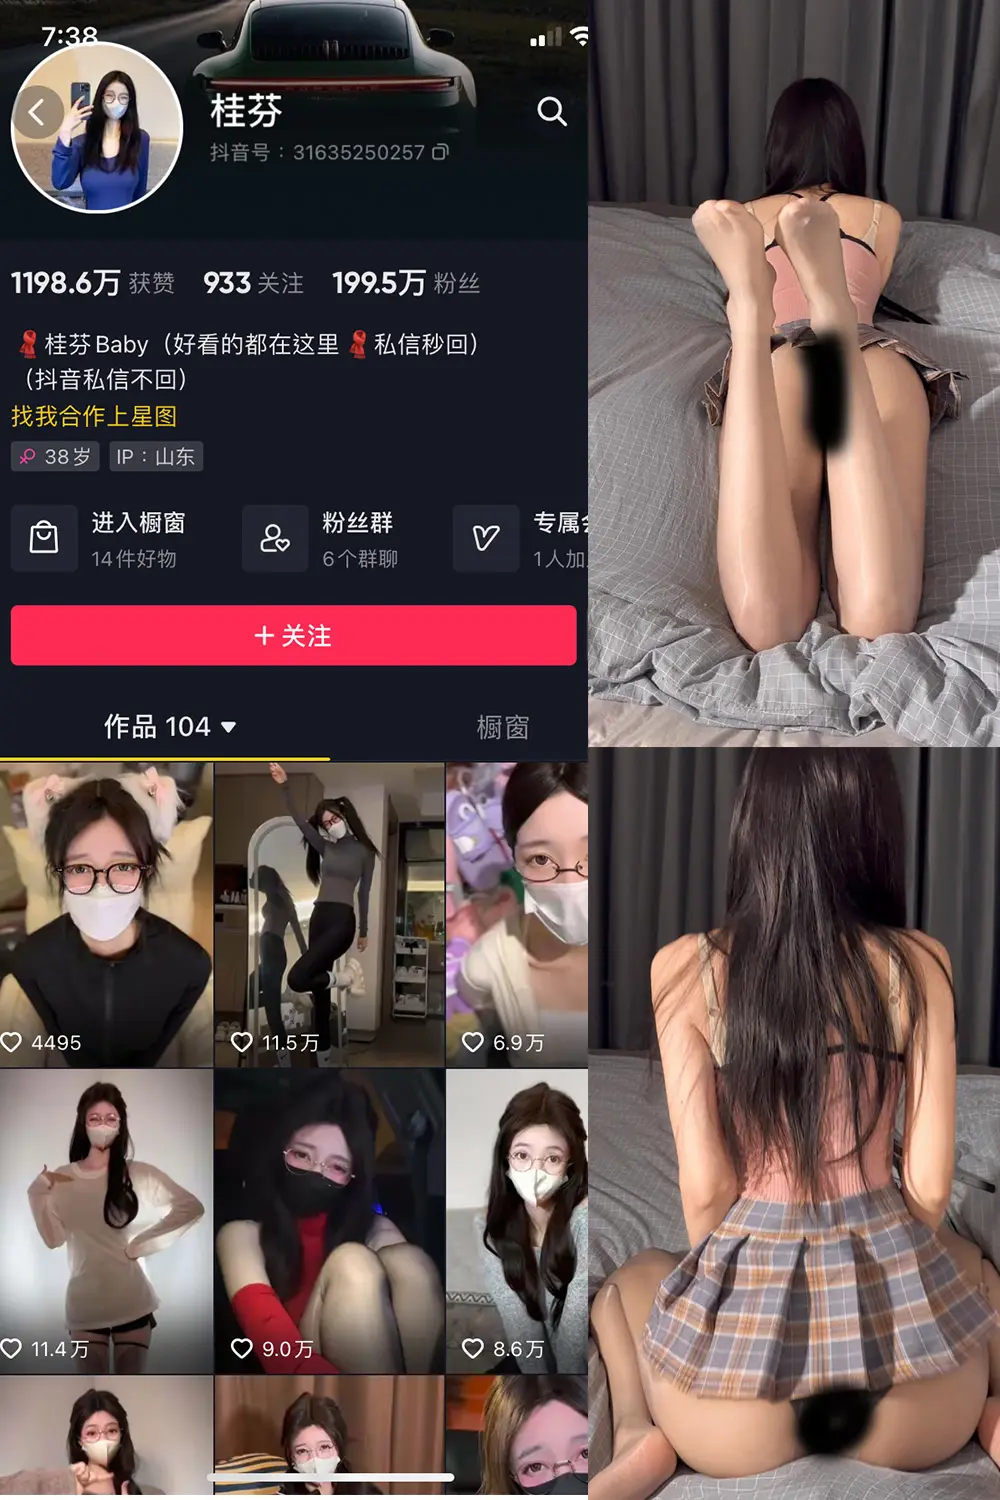 7:38
桂芬
抖音号：31635250257
1198.6万 获赞 933 关注 199.5万 粉丝
桂芬Baby（好看的都在这里 私信秒回）
（抖音私信不回）
找我合作上星图
38岁 IP：山东
进入橱窗 粉丝群 专属
14件好物 6个群聊 1人加
+ 关注
作品 104 橱窗
4495 11.5万 6.9万
11.4万 9.0万 8.6万